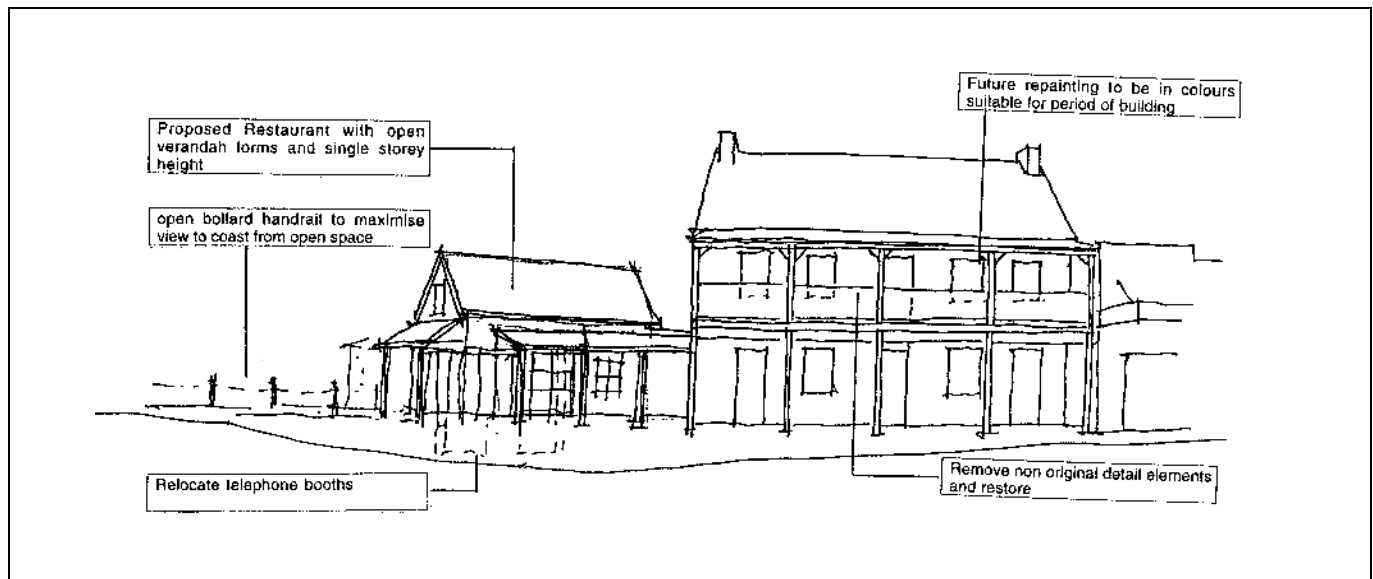 Future repainting to be in colours
suitable for period of building
Proposed Restaurant with open
verandah forms and single storey
height
open bollard handrail to maximise
view to coast from open space
Relocate telephone booths
Remove non original detail elements
and restore